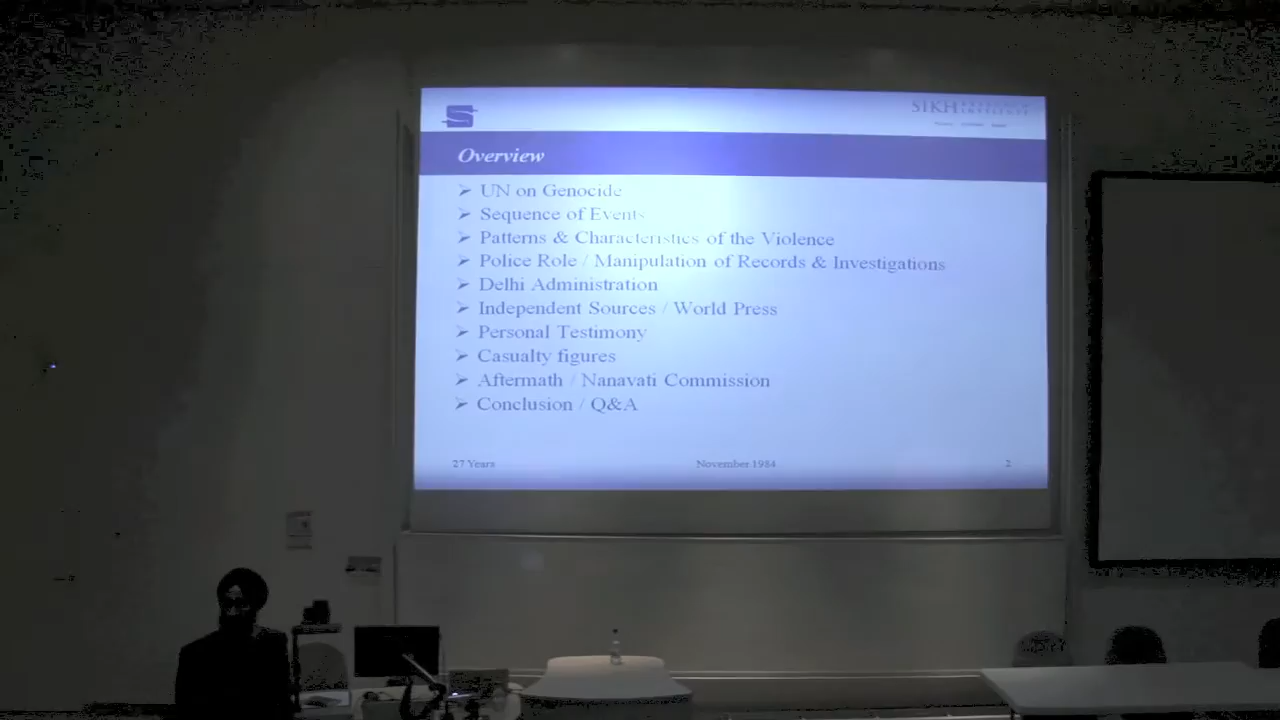 SIKH
Overview
UN on Genocide
Sequence of Events
Patterns & Characteristics of the Violence
Police Role / Manipulation of Records & Investigations
Delhi Administration
Independent Sources / World Press
Personal Testimony
Casualty figures
Aftermath / Nanavati Commission
Conclusion / Q&A
27 Years November 1984 2